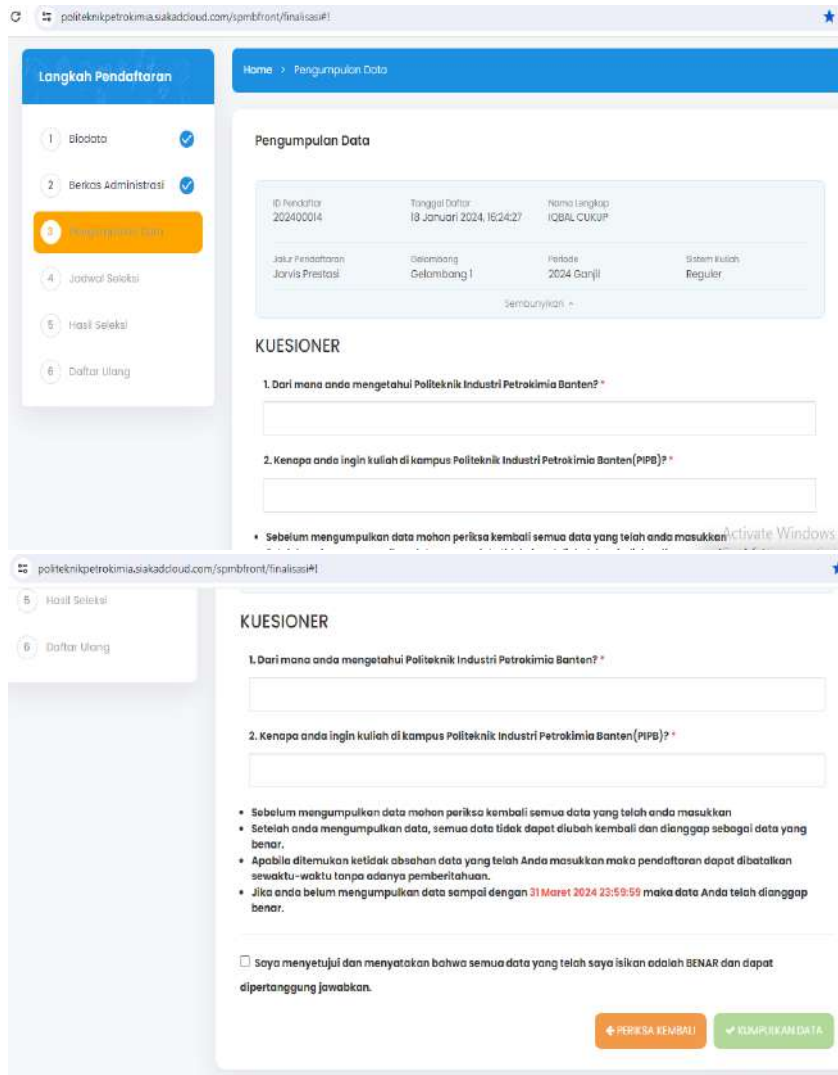 politeknikpetrokimia.siakadcloud.com/spmbfront/finalisasi#!
Langkah Pendaftaran
Home > Pengumpulan Data
1 Biodata
2 Berkas Administrasi
3 Pengumpulan Data
4 Jadwal Seleksi
5 Hasil Seleksi
6 Daftar Ulang
Pengumpulan Data
ID Pendaftar Tanggal Daftar Nama Lengkap
202400014 18 Januari 2024, 16:24:27 IQBAL CUKUP
Jalur Pendaftaran Gelombang Periode Sistem Kuliah
Jarvis Prestasi Gelombang 1 2024 Ganjil Reguler
Sembunyikan
KUESIONER
1. Dari mana anda mengetahui Politeknik Industri Petrokimia Banten? *
2. Kenapa anda ingin kuliah di kampus Politeknik Industri Petrokimia Banten(PIPB)? *
• Sebelum mengumpulkan data mohon periksa kembali semua data yang telah anda masukkan
Activate Windows
politeknikpetrokimia.siakadcloud.com/spmbfront/finalisasi#!
5 Hasil Seleksi
6 Daftar Ulang
KUESIONER
1. Dari mana anda mengetahui Politeknik Industri Petrokimia Banten? *
2. Kenapa anda ingin kuliah di kampus Politeknik Industri Petrokimia Banten(PIPB)? *
• Sebelum mengumpulkan data mohon periksa kembali semua data yang telah anda masukkan
• Setelah anda mengumpulkan data, semua data tidak dapat diubah kembali dan dianggap sebagai data yang
benar.
• Apabila ditemukan ketidak absahan data yang telah Anda masukkan maka pendaftaran dapat dibatalkan
sewaktu-waktu tanpa adanya pemberitahuan.
• Jika anda belum mengumpulkan data sampai dengan 31 Maret 2024 23:59:59 maka data Anda telah dianggap
benar.
Saya menyetujui dan menyatakan bahwa semua data yang telah saya isikan adalah BENAR dan dapat
dipertanggung jawabkan.
PERIKSA KEMBALI
KUMPULKAN DATA